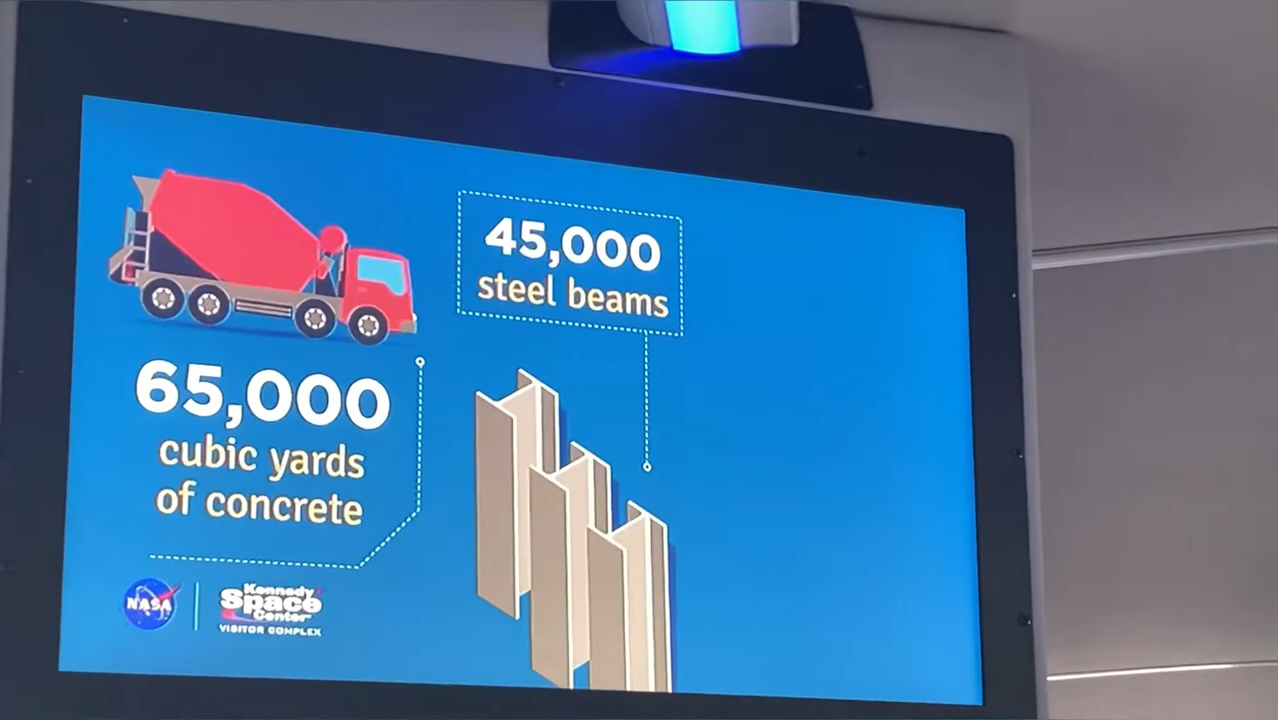 45,000
steel beams
65,000
cubic yards
of concrete
NASA
Kennedy
Space
Center
VISITOR COMPLEX